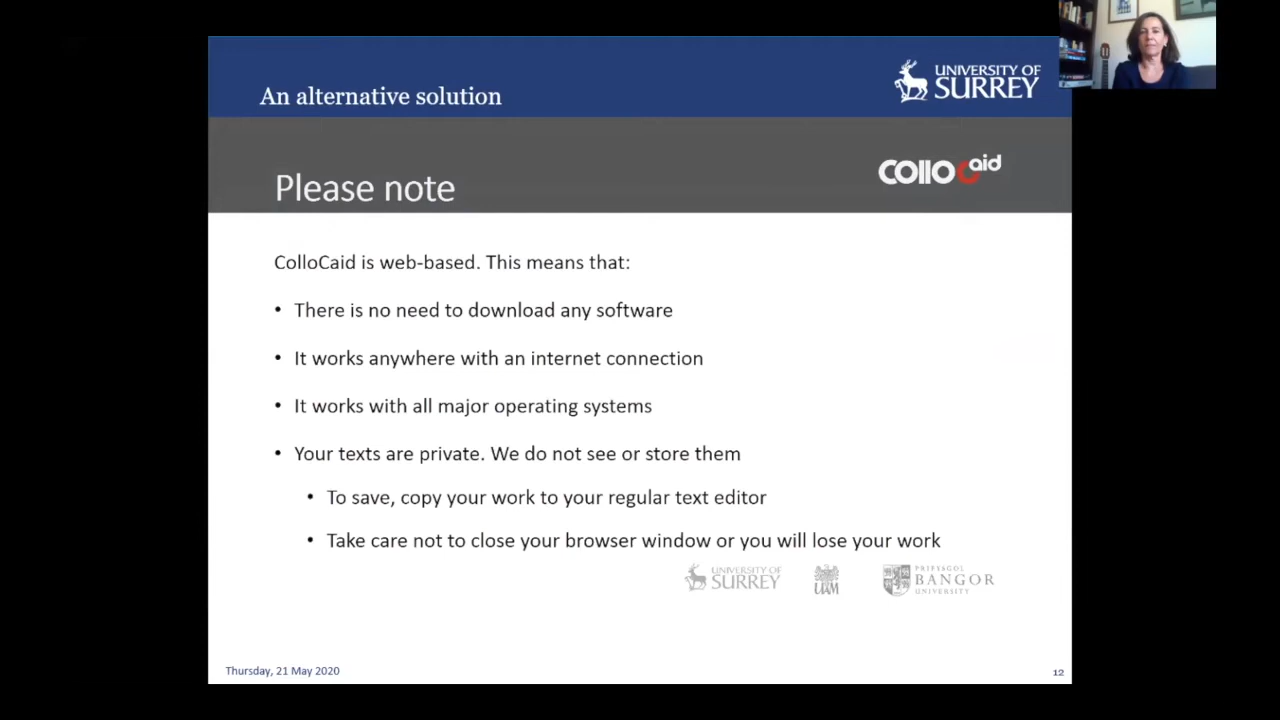 An alternative solution
UNIVERSITY OF
SURREY
Please note
colloCaid
ColloCaid is web-based. This means that:
• There is no need to download any software
• It works anywhere with an internet connection
• It works with all major operating systems
• Your texts are private. We do not see or store them
• To save, copy your work to your regular text editor
• Take care not to close your browser window or you will lose your work
UNIVERSITY OF
SURREY
UAM
PRIFYSGOL
BANGOR
UNIVERSITY
Thursday, 21 May 2020
12